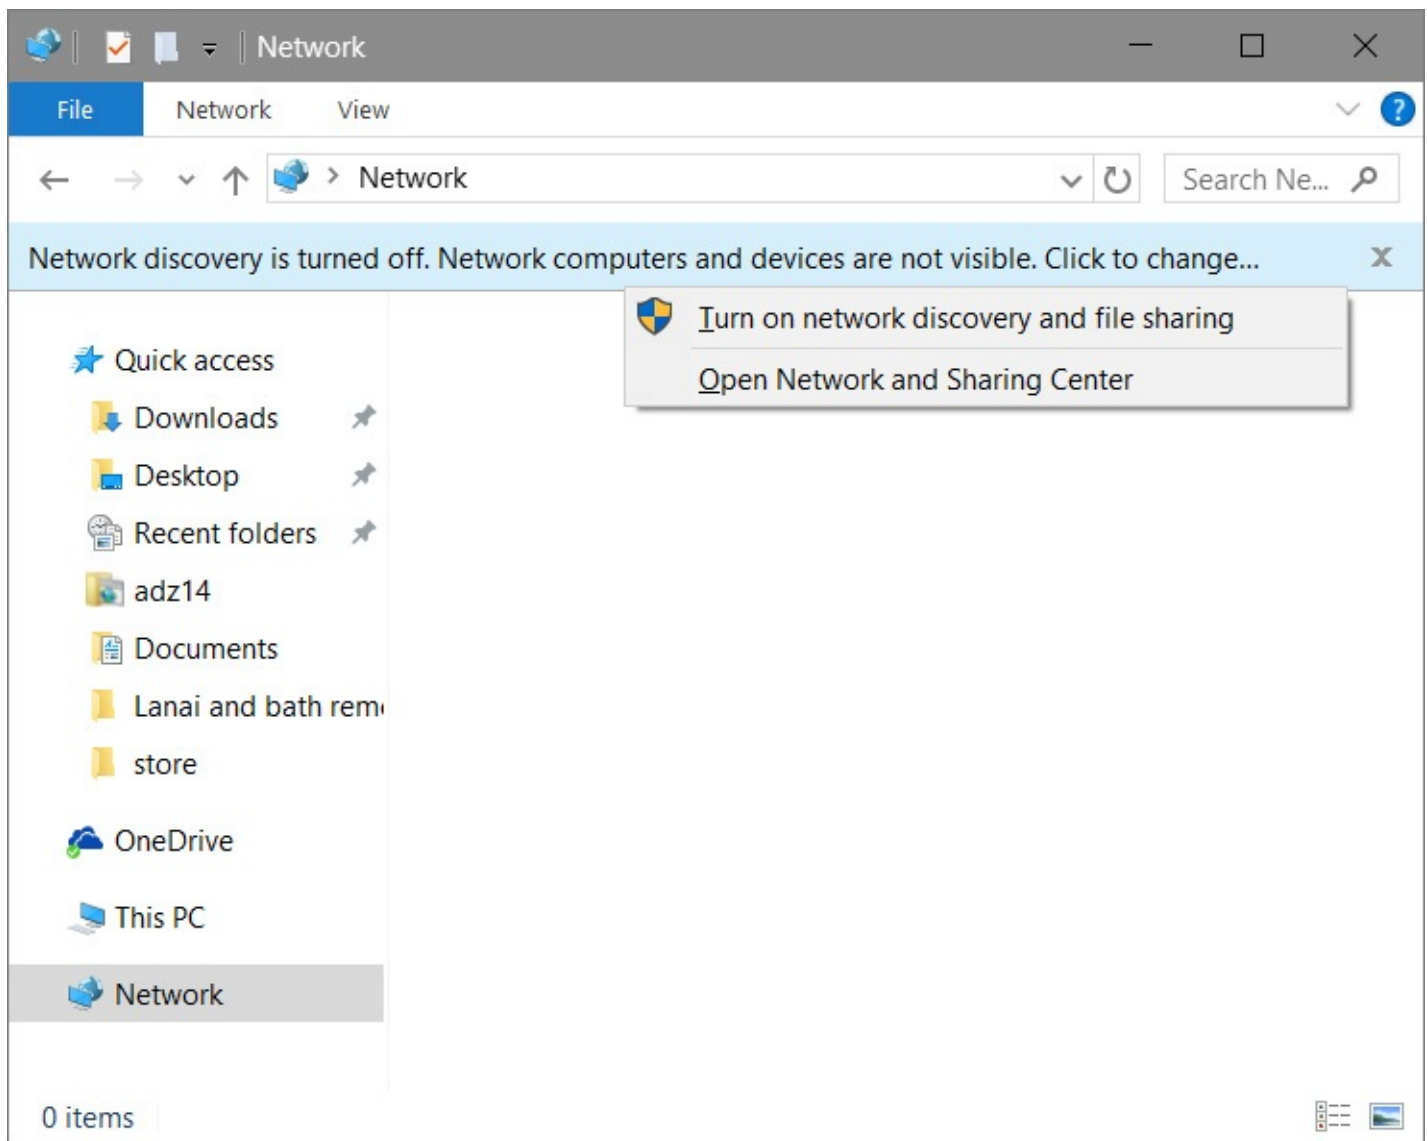 Network
File Network View
Network Search Ne...
Network discovery is turned off. Network computers and devices are not visible. Click to change...
Turn on network discovery and file sharing
Open Network and Sharing Center
Quick access
Downloads
Desktop
Recent folders
adz14
Documents
Lanai and bath rem
store
OneDrive
This PC
Network
0 items